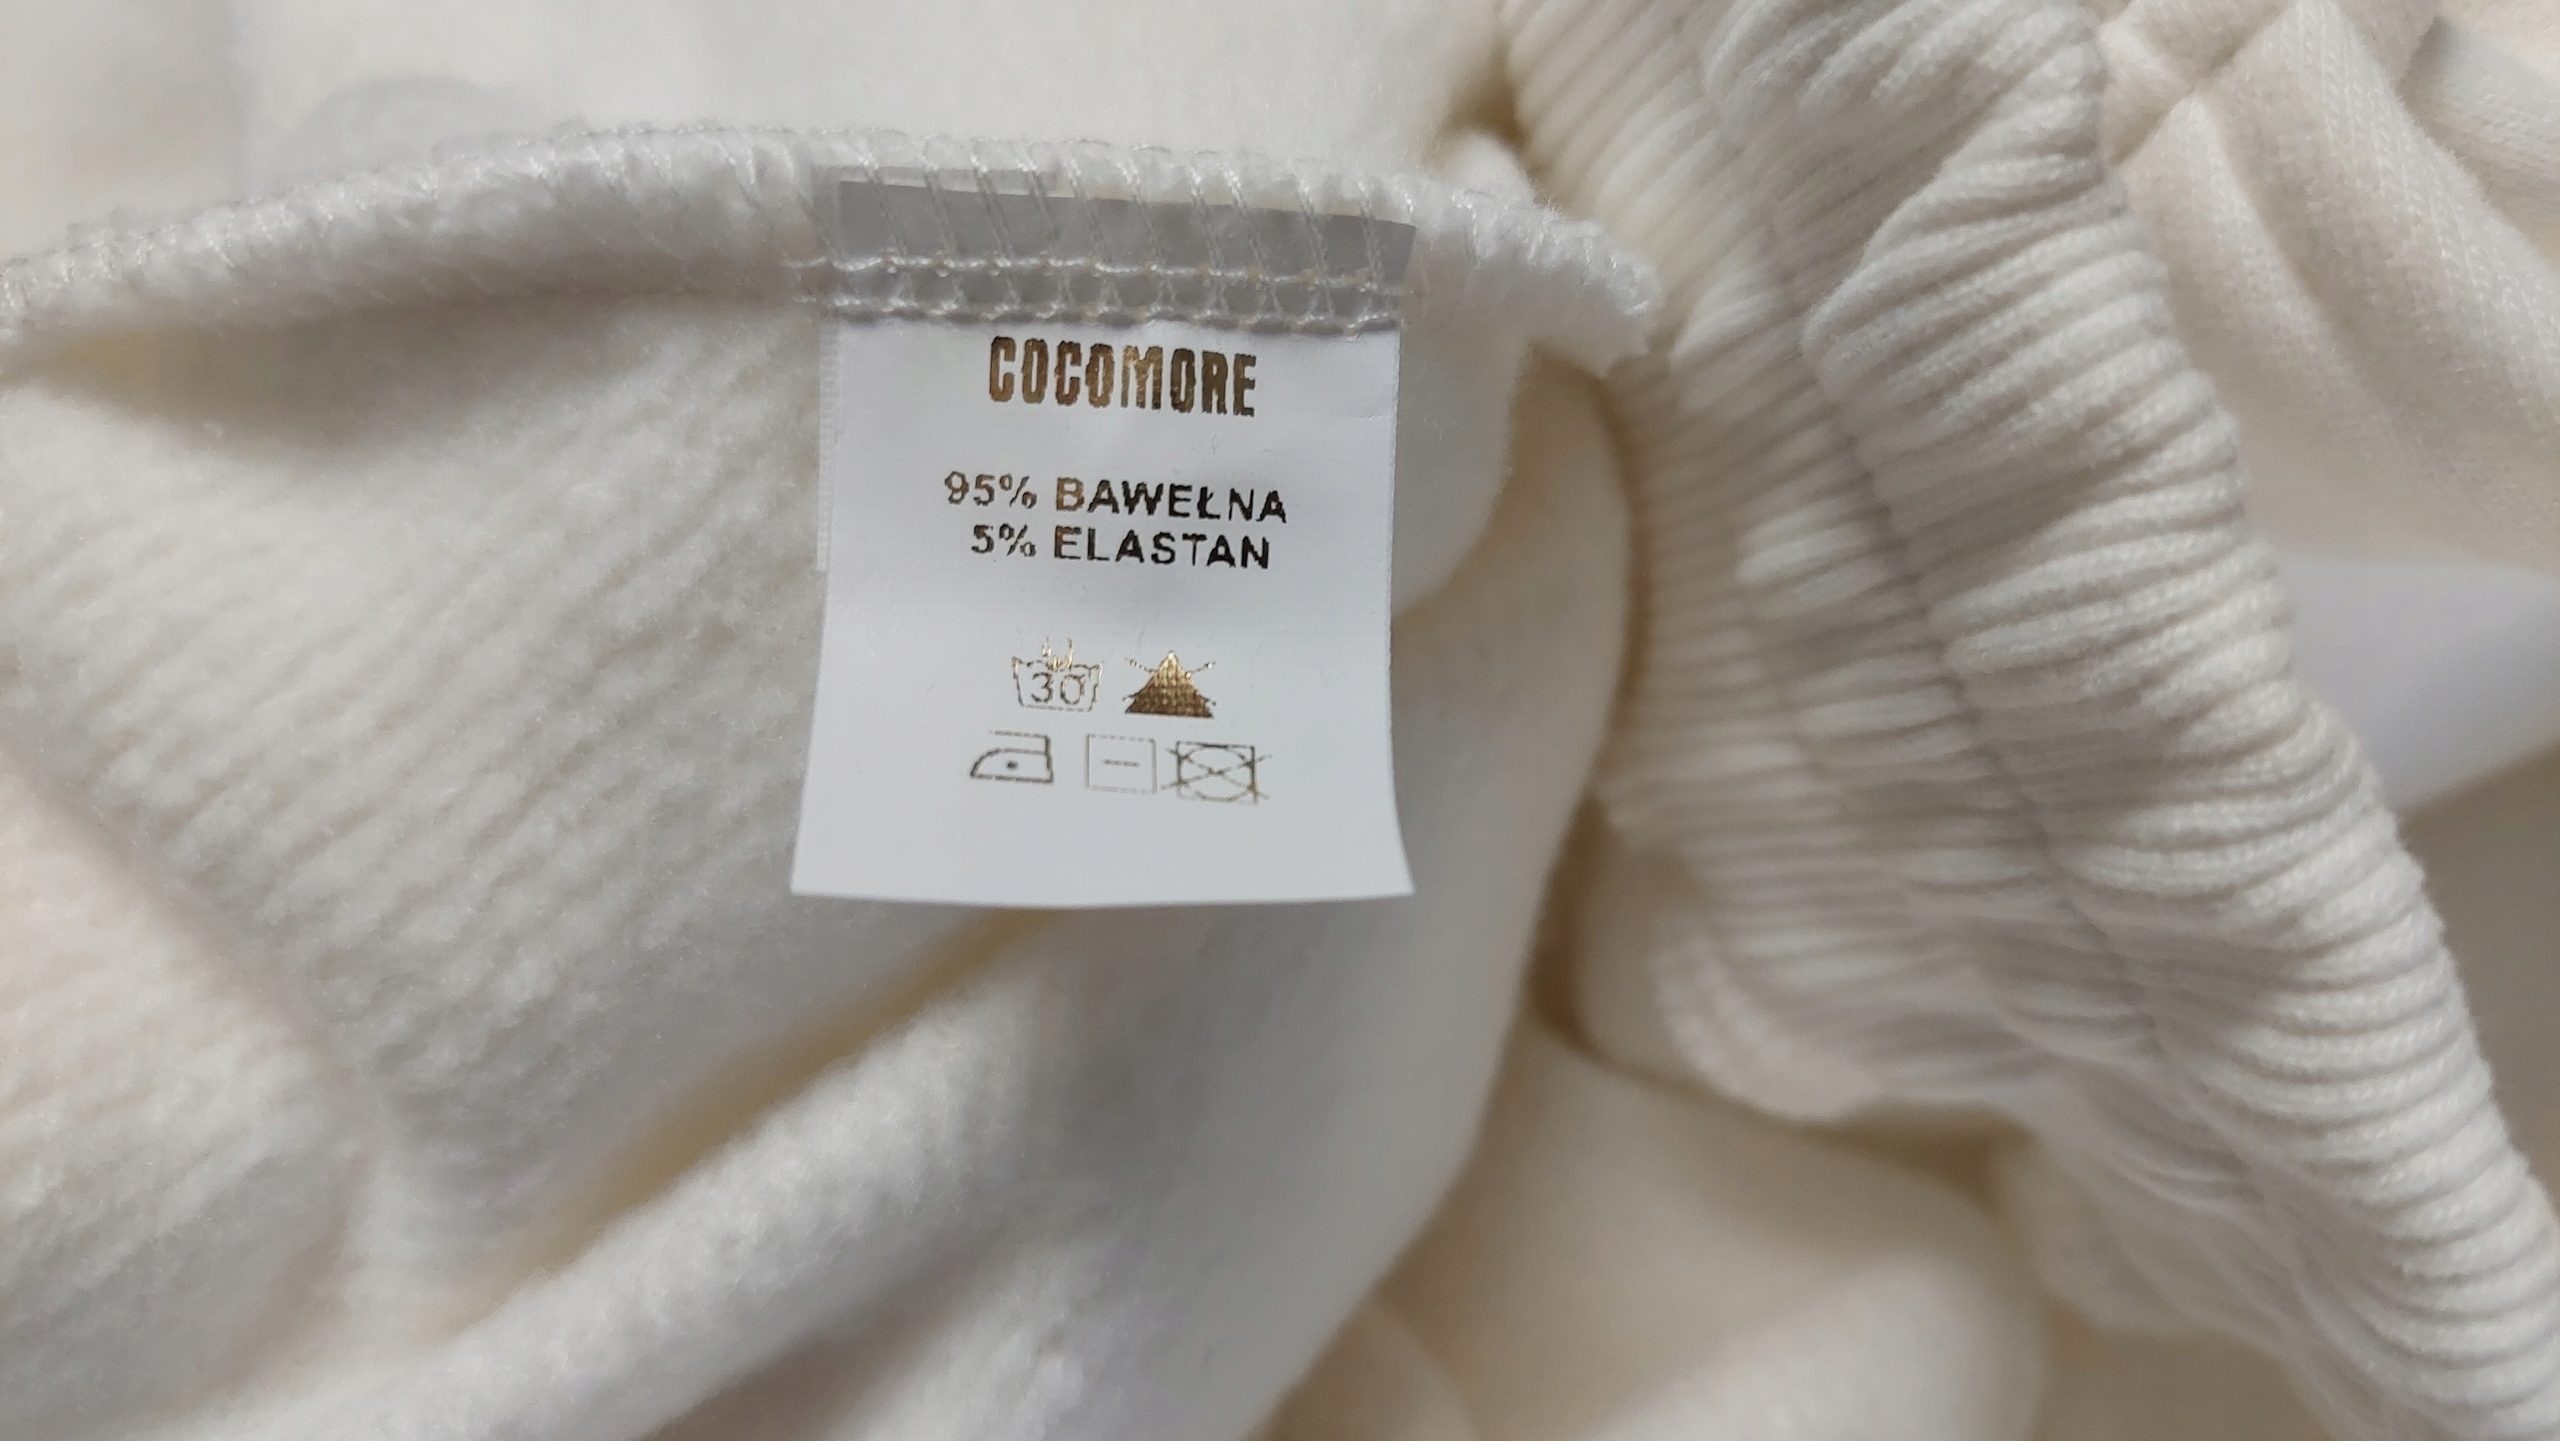 COCOMORE
95% BAWEŁNA
5% ELASTAN
30